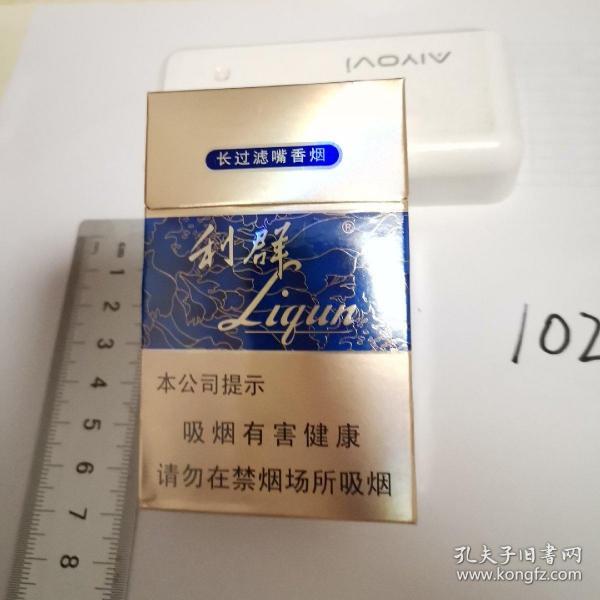 AIYOVI
长过滤嘴香烟
利群®
Liqun
本公司提示
吸烟有害健康
请勿在禁烟场所吸烟
cm 1 2 3 4 5 6 7 8
102
孔夫子旧书网
www.kongfz.com